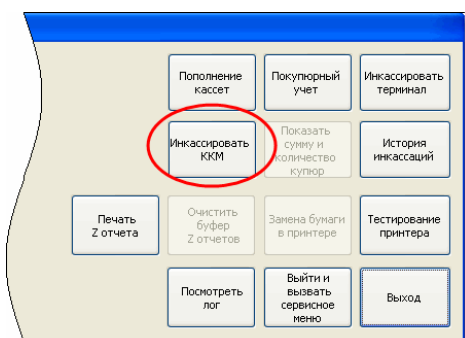 Пополнение
кассет
Покупюрный
учет
Инкассировать
терминал
Инкассировать
ККМ
Показать
сумму и
количество
купюр
История
инкассаций
Печать
Z отчета
Очистить
буфер
Z отчетов
Замена бумаги
в принтере
Тестирование
принтера
Посмотреть
лог
Выйти и
вызвать
сервисное
меню
Выход